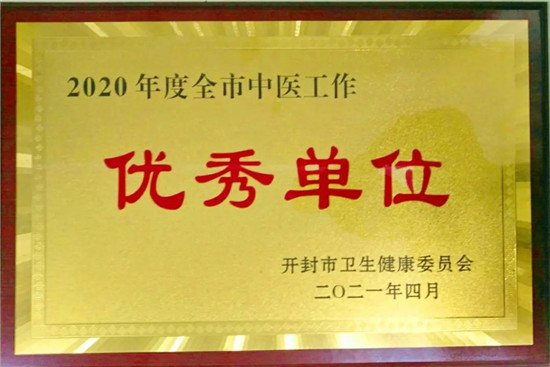 2020年度全市中医工作
优秀单位
开封市卫生健康委员会
二〇二一年四月